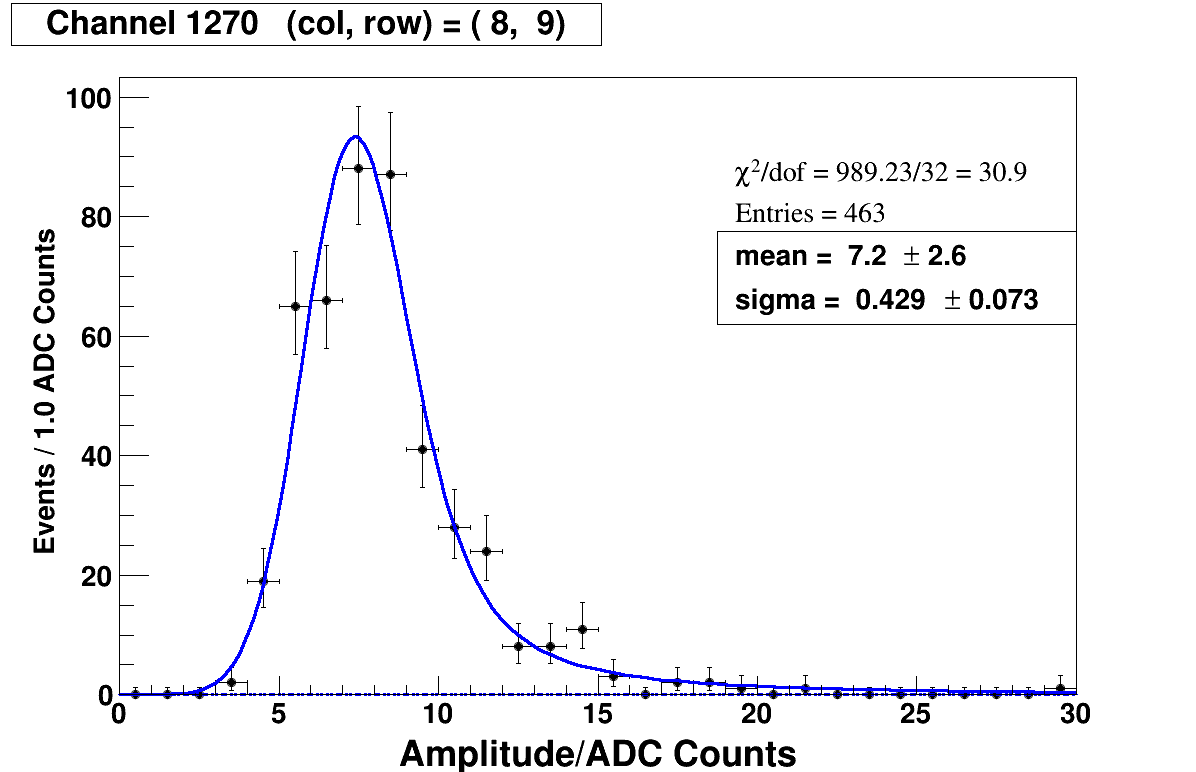 Channel 1270 (col, row) = ( 8, 9)
100
80
60
40
20
0
Events / 1.0 ADC Counts
χ²/dof = 989.23/32 = 30.9
Entries = 463
mean = 7.2 ± 2.6
sigma = 0.429 ± 0.073
0 5 10 15 20 25 30
Amplitude/ADC Counts